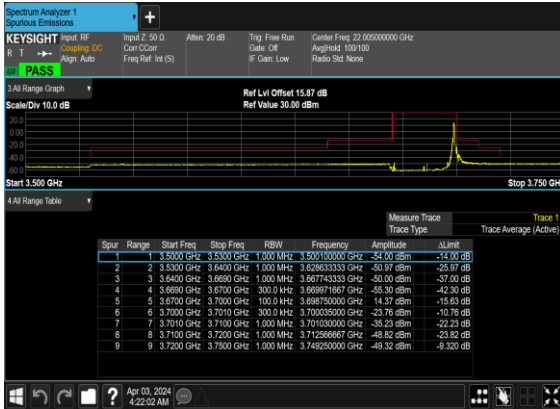 Spectrum Analyzer 1
Spurious Emissions
+
KEYSIGHT Input: RF Input Z: 50 Ω Atten: 20 dB Trig: Free Run Center Freq: 22.005000000 GHz
R T Coupling: DC Corr CCorr Gate: Off Avg|Hold: 100/100
Align: Auto Freq Ref: Int (S) IF Gain: Low Radio Std: None
PASS
3 All Range Graph Ref Lvl Offset 15.87 dB
Scale/Div 10.0 dB Ref Value 30.00 dBm
20.0
0.00
-20.0
-40.0
-60.0
Start 3.500 GHz Stop 3.750 GH
4 All Range Table
Measure Trace Trace 1
Trace Type Trace Average (Active)
Spur Range Start Freq Stop Freq RBW Frequency Amplitude ΔLimit
1 1 3.5000 GHz 3.5300 GHz 1.000 MHz 3.500100000 GHz -54.00 dBm -14.00 dB
2 2 3.5300 GHz 3.6400 GHz 1.000 MHz 3.628633333 GHz -50.97 dBm -25.97 dB
3 3 3.6400 GHz 3.6690 GHz 1.000 MHz 3.667743333 GHz -50.00 dBm -37.00 dB
4 4 3.6690 GHz 3.6700 GHz 300.0 kHz 3.669971667 GHz -55.30 dBm -42.30 dB
5 5 3.6700 GHz 3.7000 GHz 100.0 kHz 3.698750000 GHz 14.37 dBm -15.63 dB
6 6 3.7000 GHz 3.7010 GHz 300.0 kHz 3.700035000 GHz -23.76 dBm -10.76 dB
7 7 3.7010 GHz 3.7100 GHz 1.000 MHz 3.701030000 GHz -35.23 dBm -22.23 dB
8 8 3.7100 GHz 3.7200 GHz 1.000 MHz 3.712566667 GHz -48.82 dBm -23.82 dB
9 9 3.7200 GHz 3.7500 GHz 1.000 MHz 3.749250000 GHz -49.32 dBm -9.320 dB
? Apr 03, 2024
4:22:02 AM